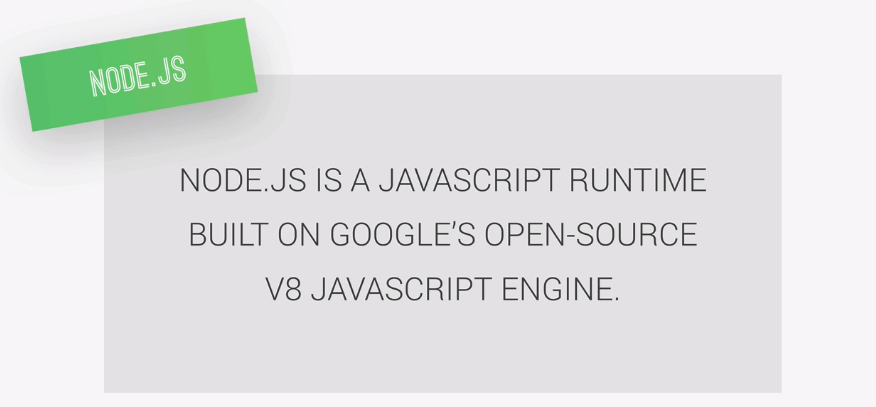 NODE.JS
NODE.JS IS A JAVASCRIPT RUNTIME
BUILT ON GOOGLE’S OPEN-SOURCE
V8 JAVASCRIPT ENGINE.